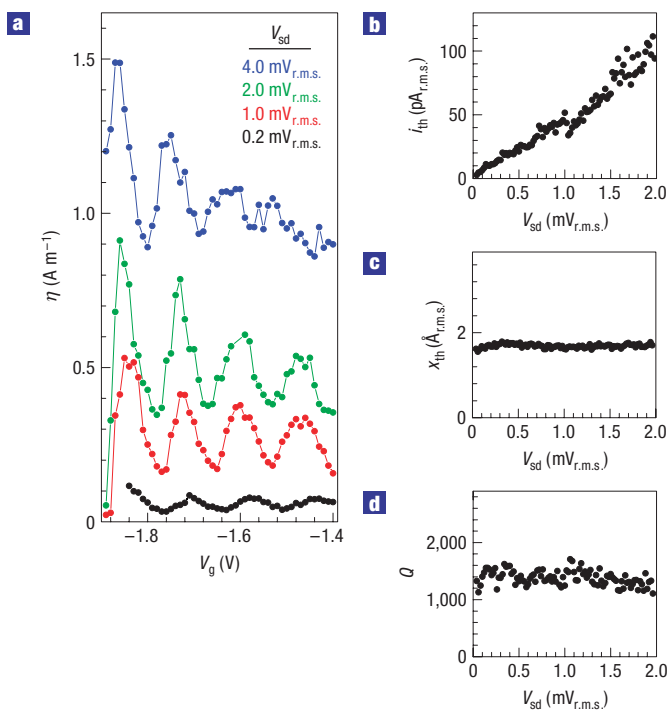 a
V_sd
4.0 mV_r.m.s.
2.0 mV_r.m.s.
1.0 mV_r.m.s.
0.2 mV_r.m.s.
1.5
1.0
0.5
0
η (A m⁻¹)
−1.8
−1.6
−1.4
V_g (V)
b
100
50
0
i_th (pA_r.m.s.)
0
0.5
1.0
1.5
2.0
V_sd (mV_r.m.s.)
c
2
0
x_th (Å_r.m.s.)
0
0.5
1.0
1.5
2.0
V_sd (mV_r.m.s.)
d
2,000
1,000
0
Q
0
0.5
1.0
1.5
2.0
V_sd (mV_r.m.s.)